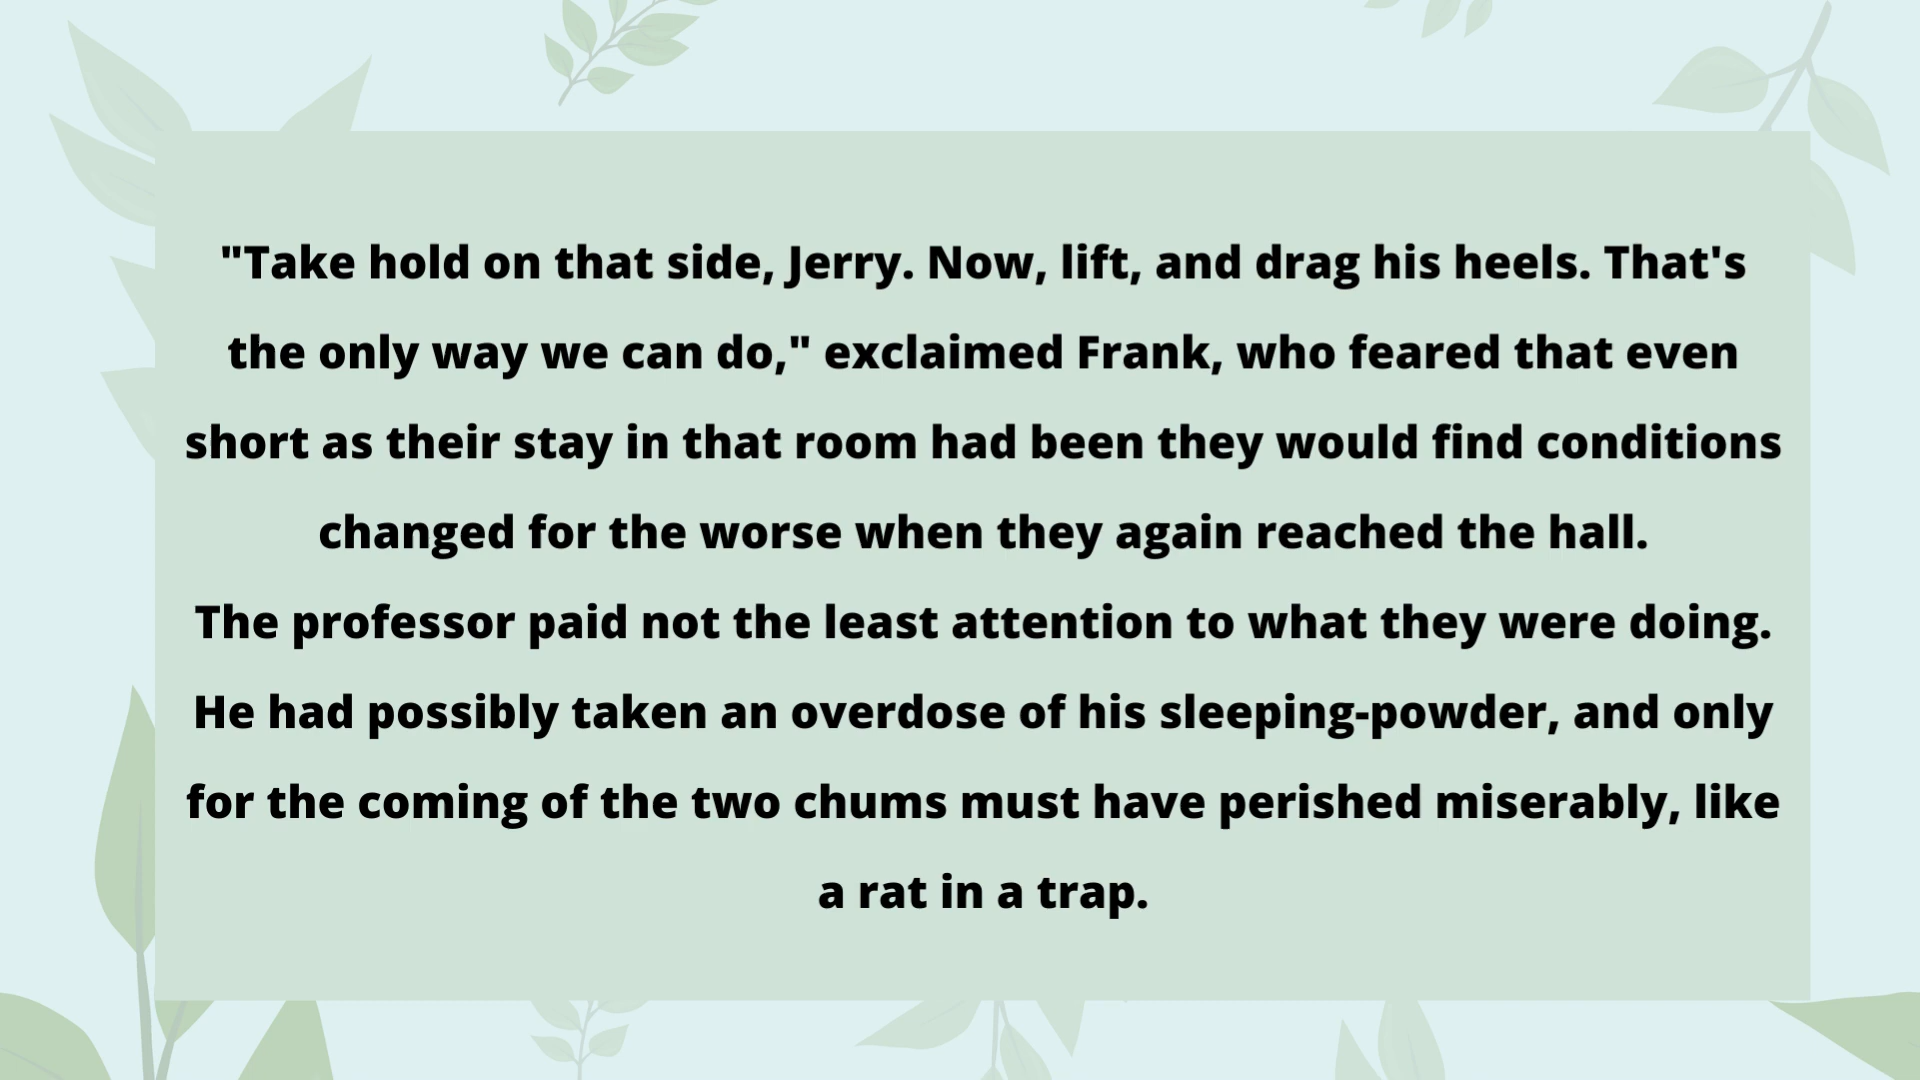 "Take hold on that side, Jerry. Now, lift, and drag his heels. That's
the only way we can do," exclaimed Frank, who feared that even
short as their stay in that room had been they would find conditions
changed for the worse when they again reached the hall.
The professor paid not the least attention to what they were doing.
He had possibly taken an overdose of his sleeping-powder, and only
for the coming of the two chums must have perished miserably, like
a rat in a trap.